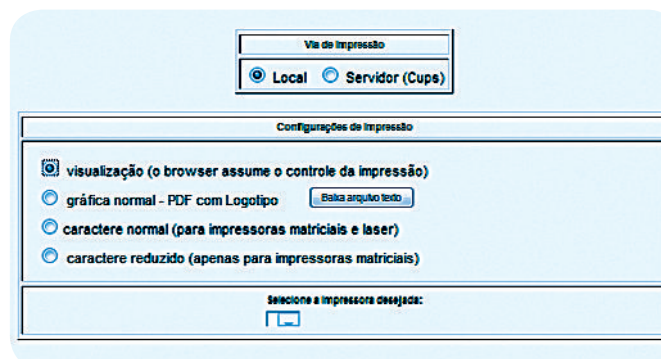 Via de Impressão
Local Servidor (Cups)
Configurações de Impressão
visualização (o browser assume o controle da impressão)
gráfica normal - PDF com Logotipo Baixa arquivo texto
caractere normal (para impressoras matriciais e laser)
caractere reduzido (apenas para impressoras matriciais)
Selecione a impressora desejada: